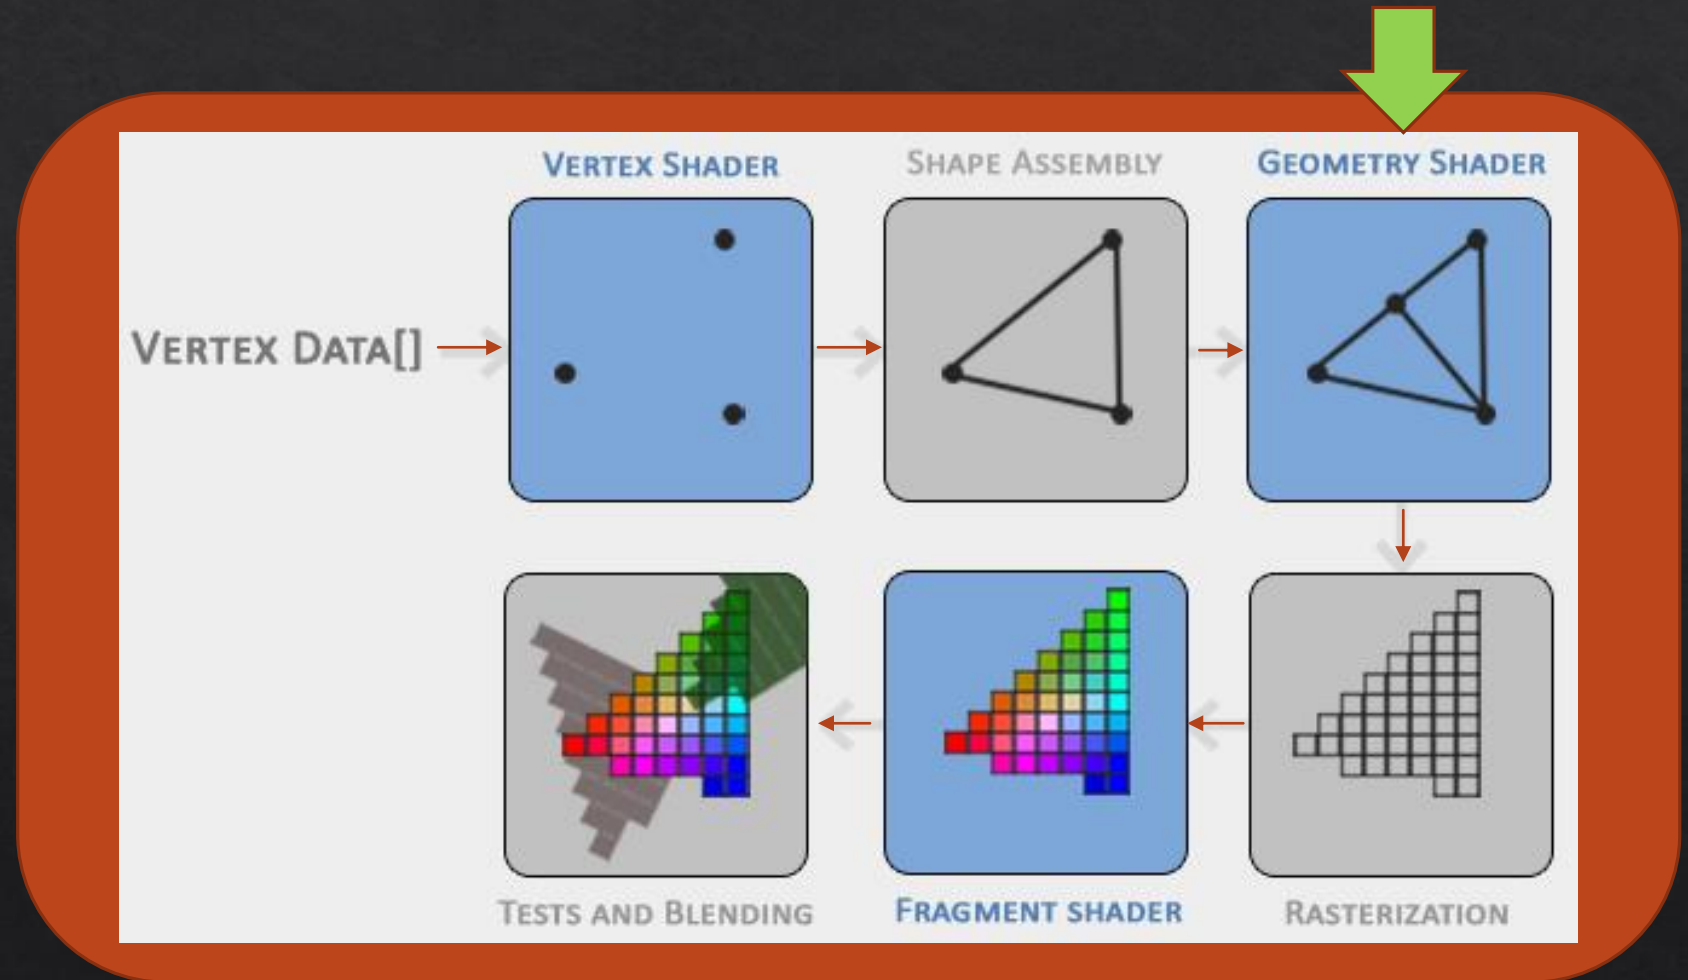 VERTEX SHADER
SHAPE ASSEMBLY
GEOMETRY SHADER
VERTEX DATA[]
TESTS AND BLENDING
FRAGMENT SHADER
RASTERIZATION